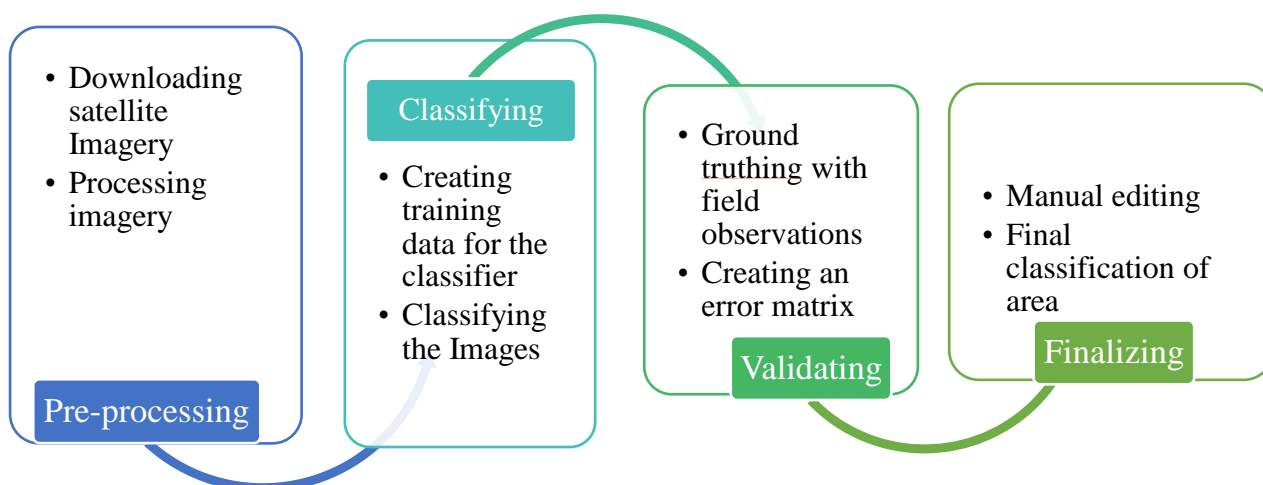 • Downloading
satellite
Imagery
• Processing
imagery
Pre-processing
Classifying
• Creating
training
data for the
classifier
• Classifying
the Images
• Ground
truthing with
field
observations
• Creating an
error matrix
Validating
• Manual editing
• Final
classification of
area
Finalizing